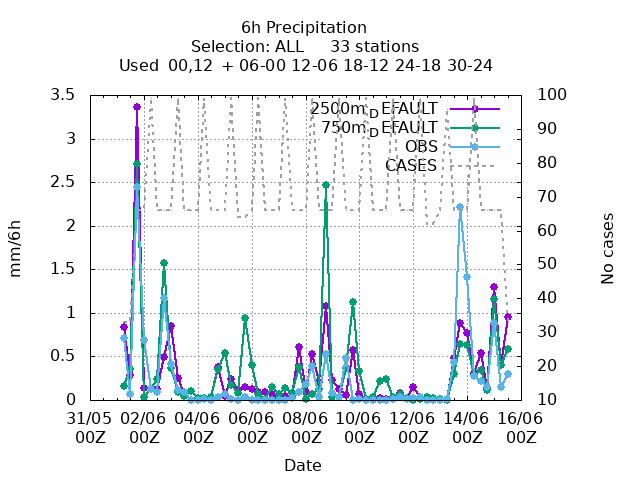 6h Precipitation
Selection: ALL 33 stations
Used 00,12 + 06-00 12-06 18-12 24-18 30-24
3.5
3
2.5
2
1.5
1
0.5
0
mm/6h
100
90
80
70
60
50
40
30
20
10
No cases
2500m_DEFAULT
750m_DEFAULT
OBS
CASES
31/05 02/06 04/06 06/06 08/06 10/06 12/06 14/06 16/06
00Z 00Z 00Z 00Z 00Z 00Z 00Z 00Z 00Z
Date